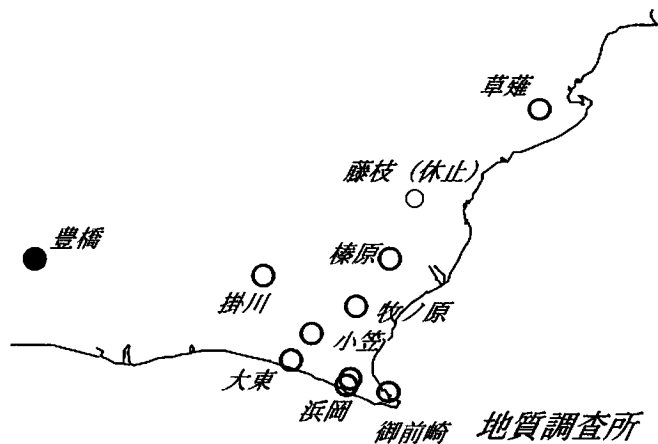 草薙
藤枝（休止）
豊橋
榛原
掛川
牧ノ原
小笠
大東
浜岡
御前崎
地質調査所